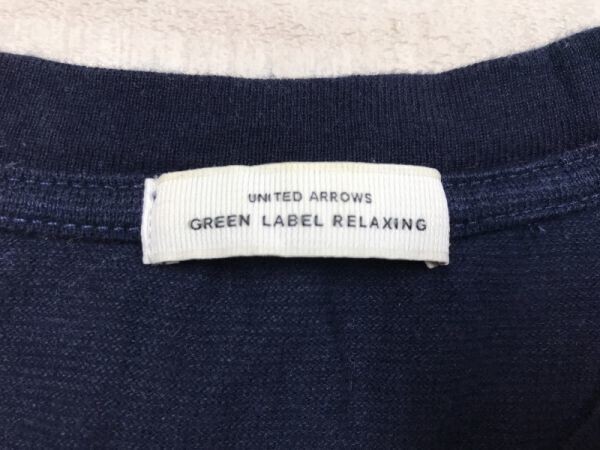 UNITED ARROWS
GREEN LABEL RELAXING